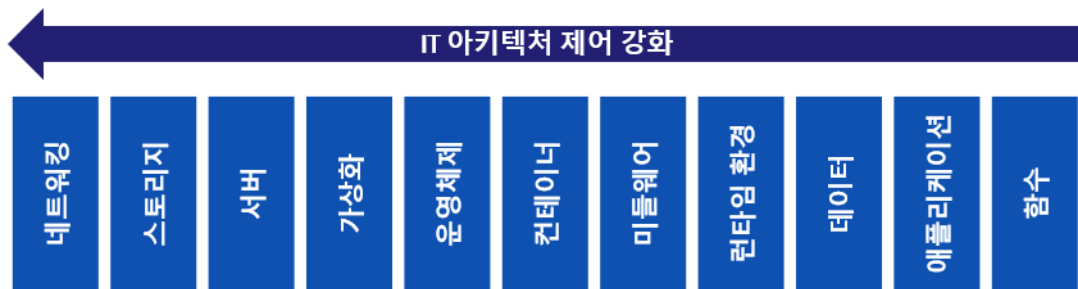 IT 아키텍처 제어 강화
네트워킹
스토리지
서버
가상화
운영체제
컨테이너
미들웨어
런타임 환경
데이터
애플리케이션
함수